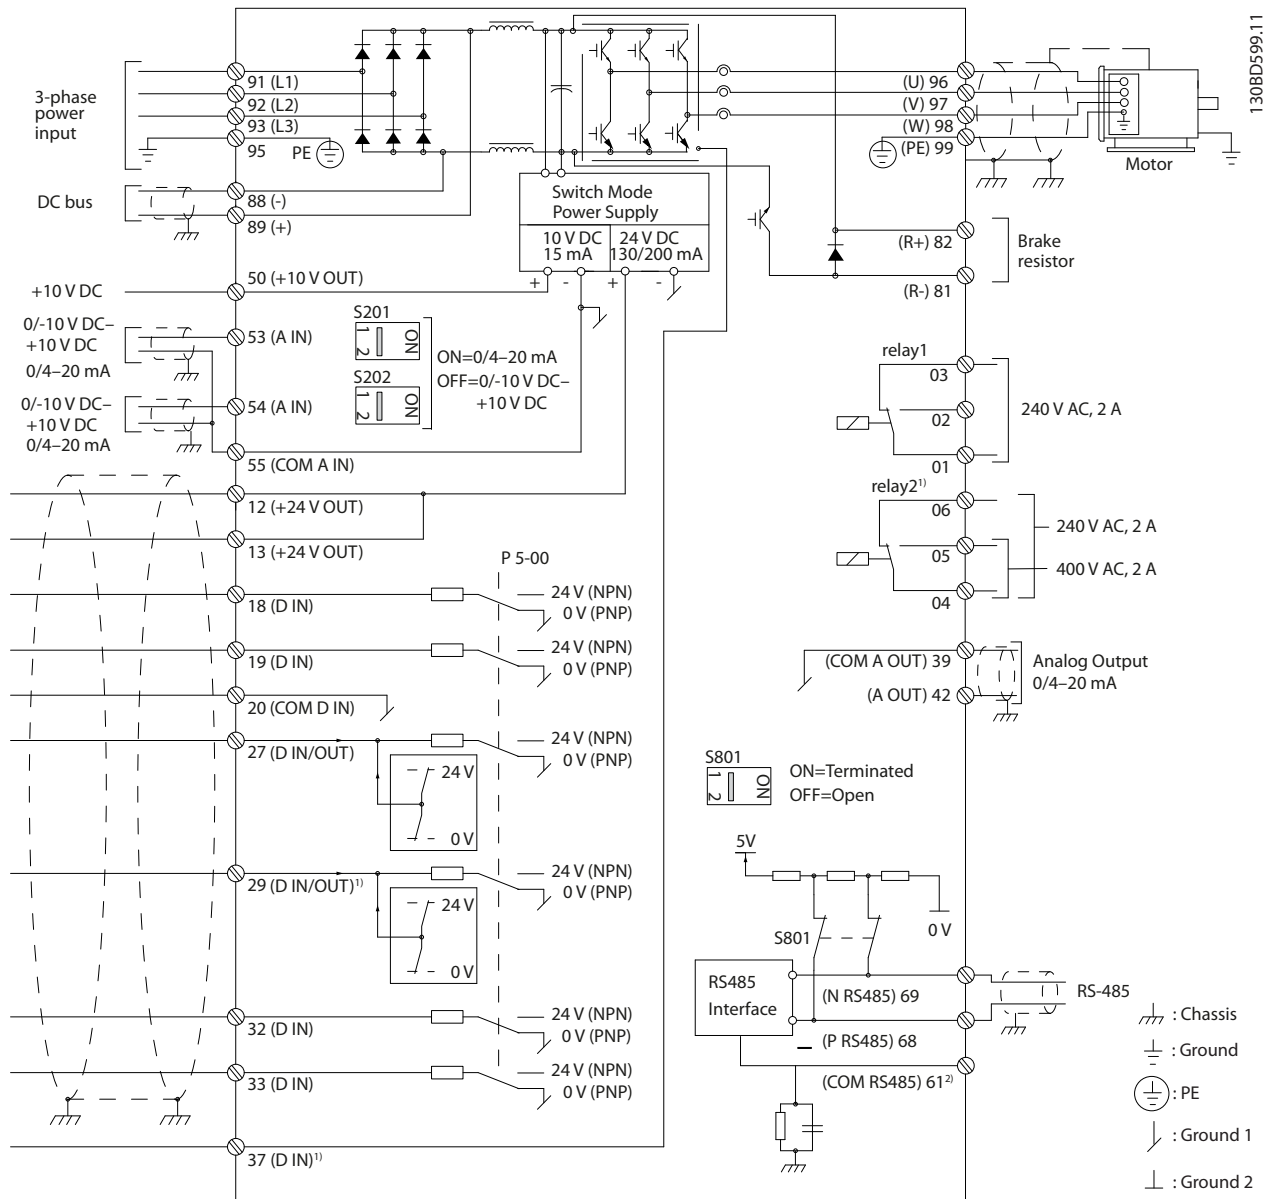 130BD599.11
3-phase
power
input
91 (L1)
92 (L2)
93 (L3)
95
PE
DC bus
88 (-)
89 (+)
Switch Mode
Power Supply
10 V DC
15 mA
24 V DC
130/200 mA
+ - + -
(U) 96
(V) 97
(W) 98
(PE) 99
Motor
(R+) 82
(R-) 81
Brake
resistor
+10 V DC
50 (+10 V OUT)
0/-10 V DC–
+10 V DC
0/4–20 mA
53 (A IN)
0/-10 V DC–
+10 V DC
0/4–20 mA
54 (A IN)
55 (COM A IN)
S201
1 2
ON
S202
1 2
ON
ON=0/4–20 mA
OFF=0/-10 V DC–
+10 V DC
relay1
03
02
01
240 V AC, 2 A
relay2¹⁾
06
05
04
240 V AC, 2 A
400 V AC, 2 A
12 (+24 V OUT)
13 (+24 V OUT)
P 5-00
18 (D IN)
24 V (NPN)
0 V (PNP)
19 (D IN)
24 V (NPN)
0 V (PNP)
20 (COM D IN)
27 (D IN/OUT)
24 V (NPN)
0 V (PNP)
24 V
0 V
29 (D IN/OUT)¹⁾
24 V (NPN)
0 V (PNP)
24 V
0 V
32 (D IN)
24 V (NPN)
0 V (PNP)
33 (D IN)
24 V (NPN)
0 V (PNP)
37 (D IN)¹⁾
(COM A OUT) 39
(A OUT) 42
Analog Output
0/4–20 mA
S801
1 2
ON
ON=Terminated
OFF=Open
5V
0 V
S801
RS485
Interface
(N RS485) 69
(P RS485) 68
(COM RS485) 61²⁾
RS-485
: Chassis
: Ground
: PE
: Ground 1
: Ground 2